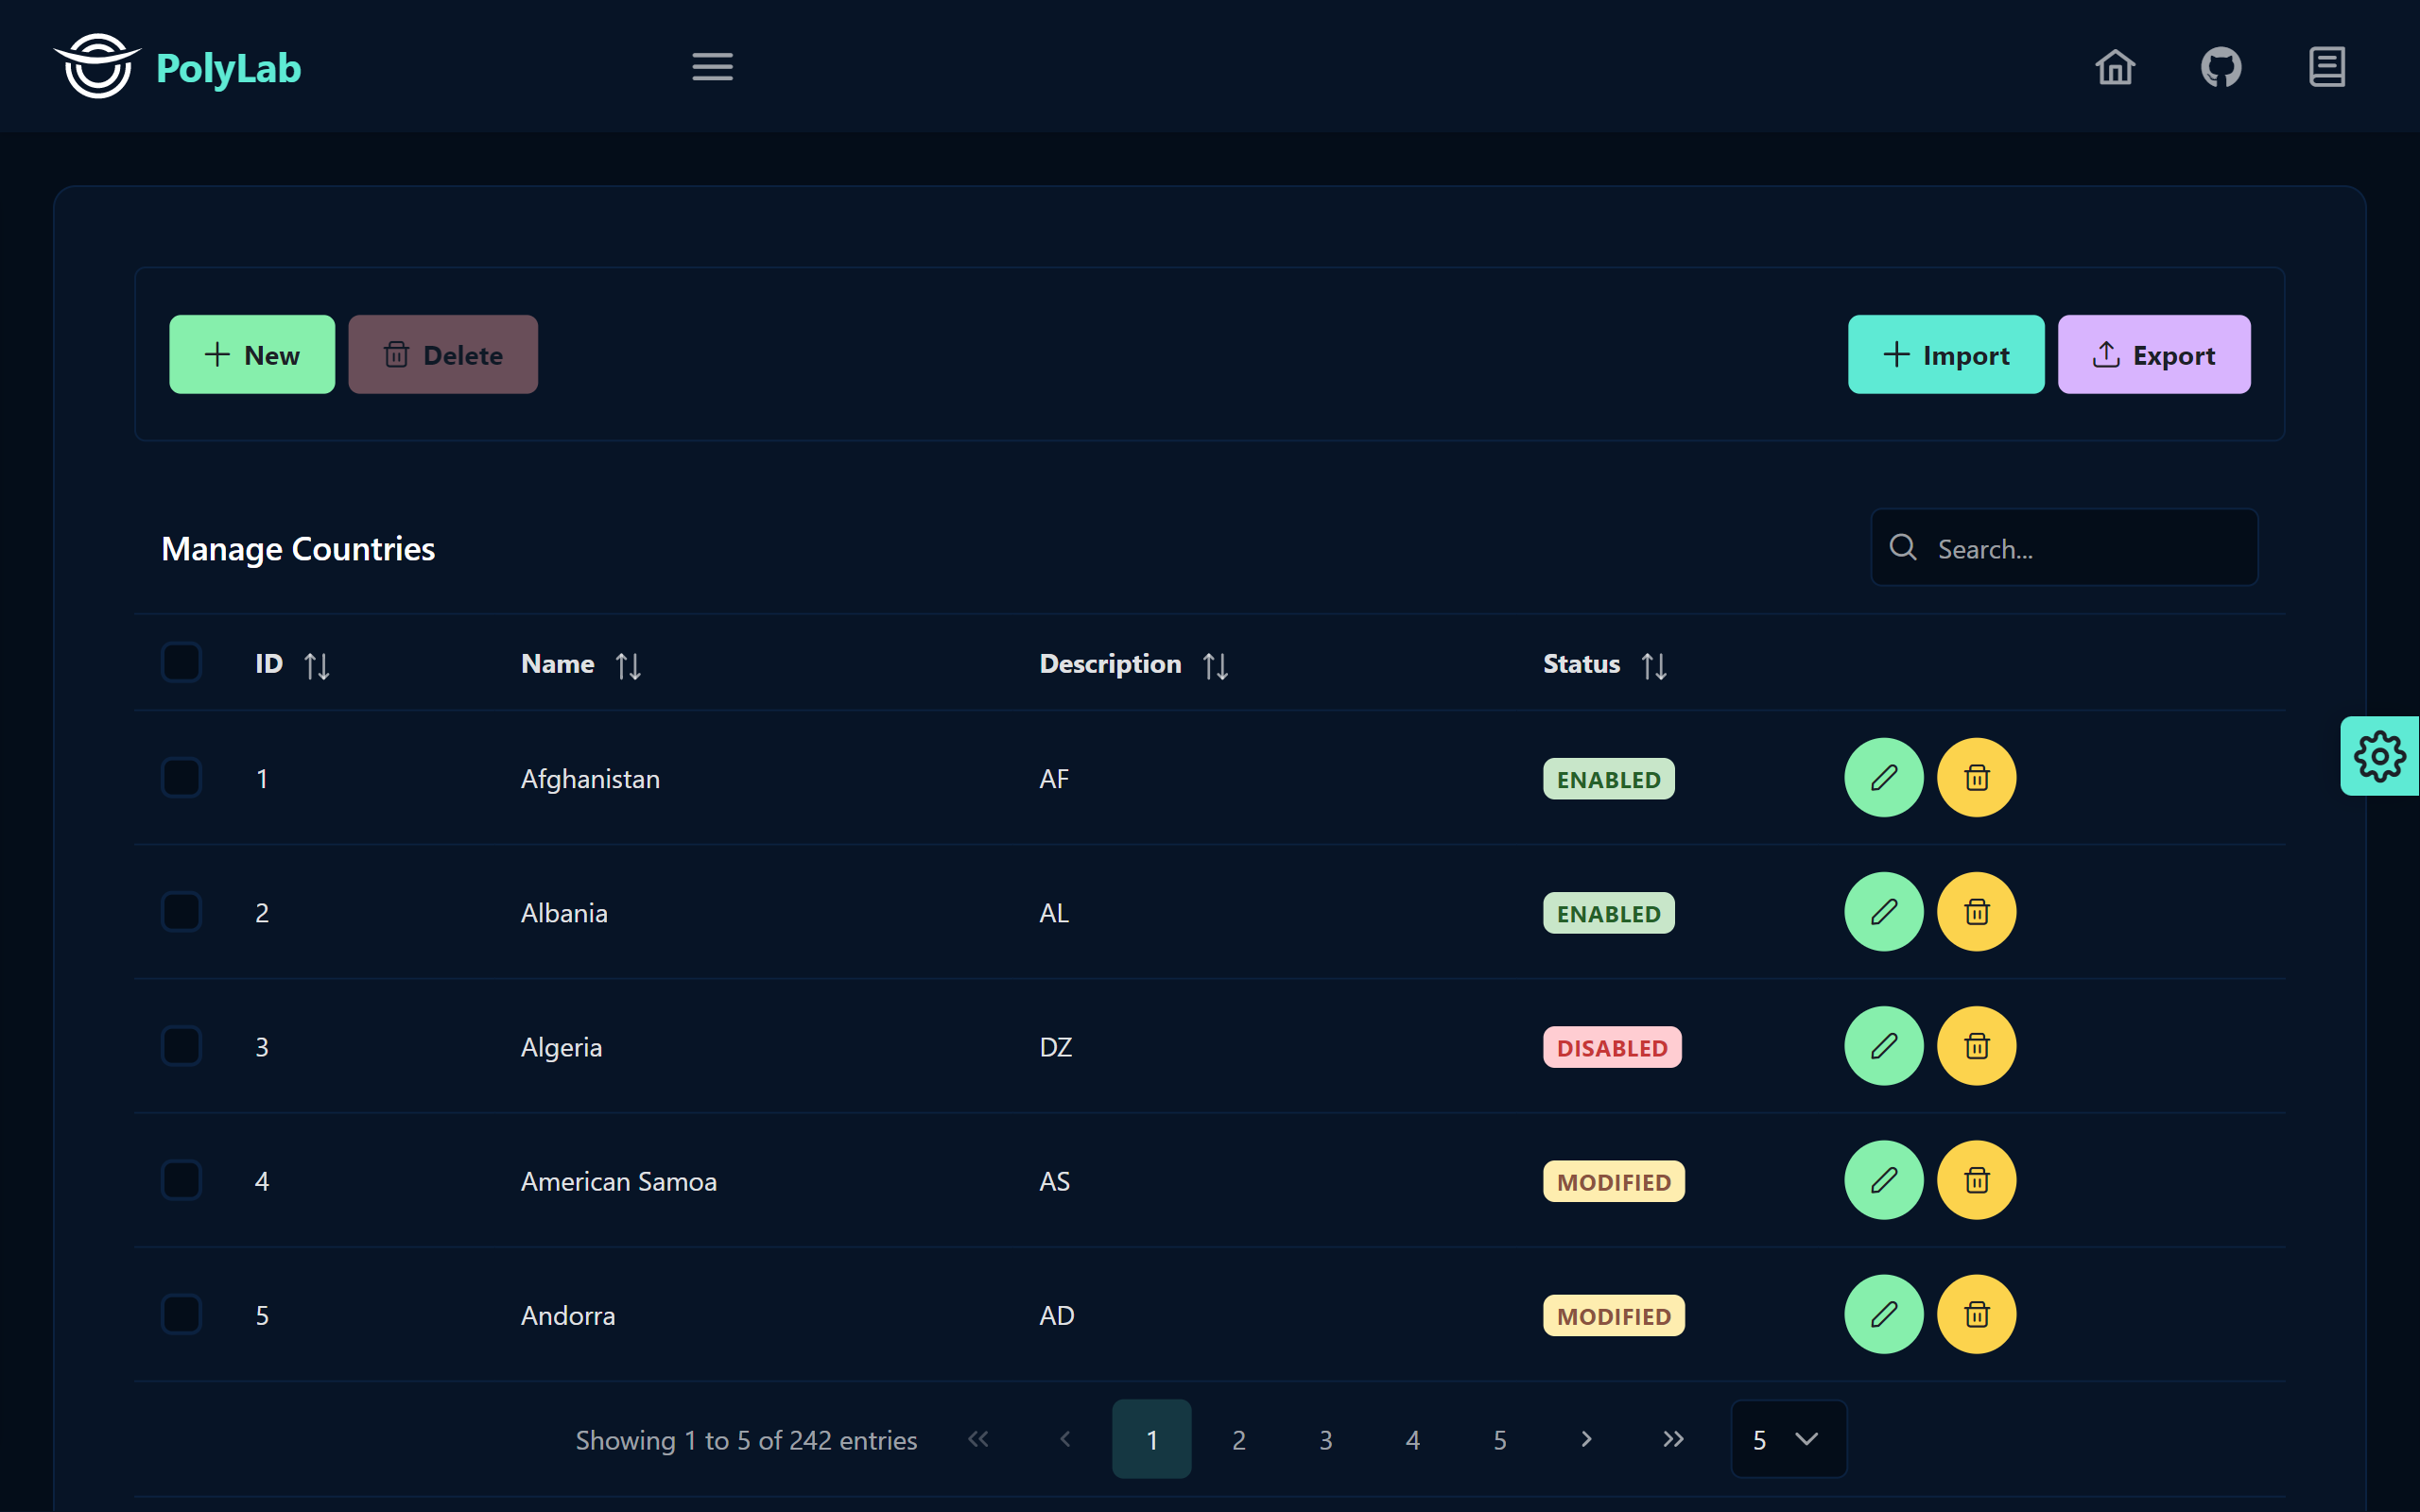 PolyLab
New Delete Import Export
Manage Countries Search...
ID Name Description Status
1 Afghanistan AF ENABLED
2 Albania AL ENABLED
3 Algeria DZ DISABLED
4 American Samoa AS MODIFIED
5 Andorra AD MODIFIED
Showing 1 to 5 of 242 entries 1 2 3 4 5 5